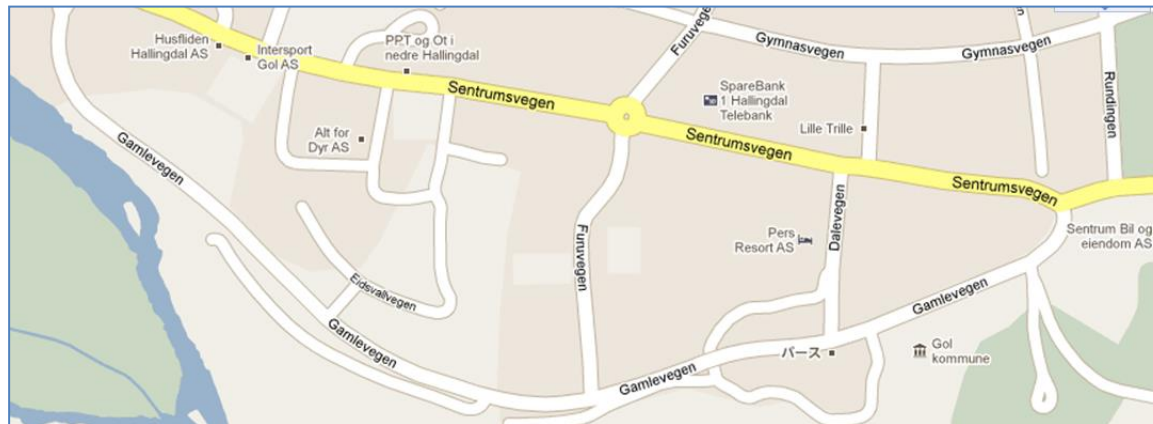 Husfliden
Hallingdal AS
Intersport
Gol AS
PPT og Ot i
nedre Hallingdal
Furuvegen
Gymnasvegen
Gymnasvegen
Rundingen
Sentrumsvegen
SpareBank
1 Hallingdal
Telebank
Lille Trille
Alt for
Dyr AS
Gamlevegen
Sentrumsvegen
Sentrumsvegen
Dalevegen
Pers
Resort AS
Sentrum Bil og
eiendom AS
Furuvegen
Eidsvallvegen
Gamlevegen
Gamlevegen
パース
Gol
kommune
Gamlevegen